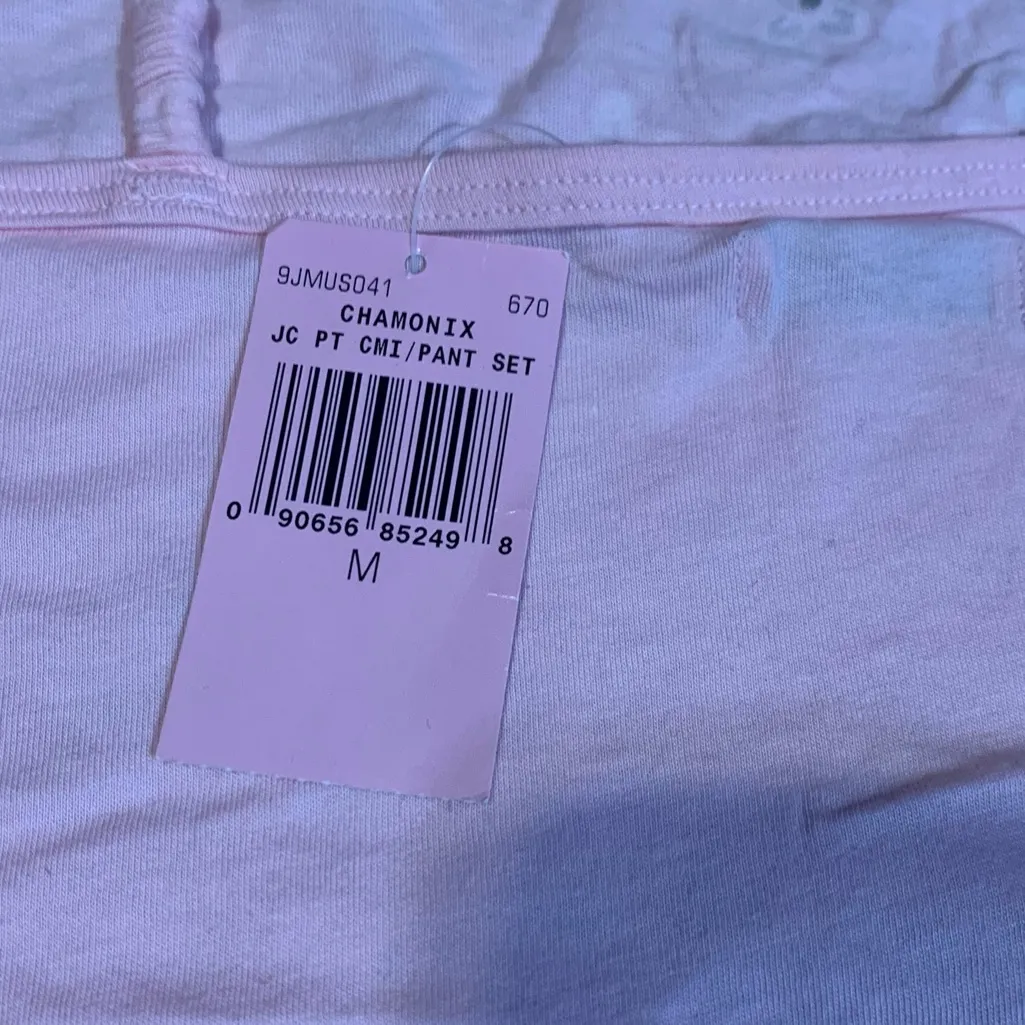 9JMUS041 670
CHAMONIX
JC PT CMI/PANT SET
0 90656 85249 8
M